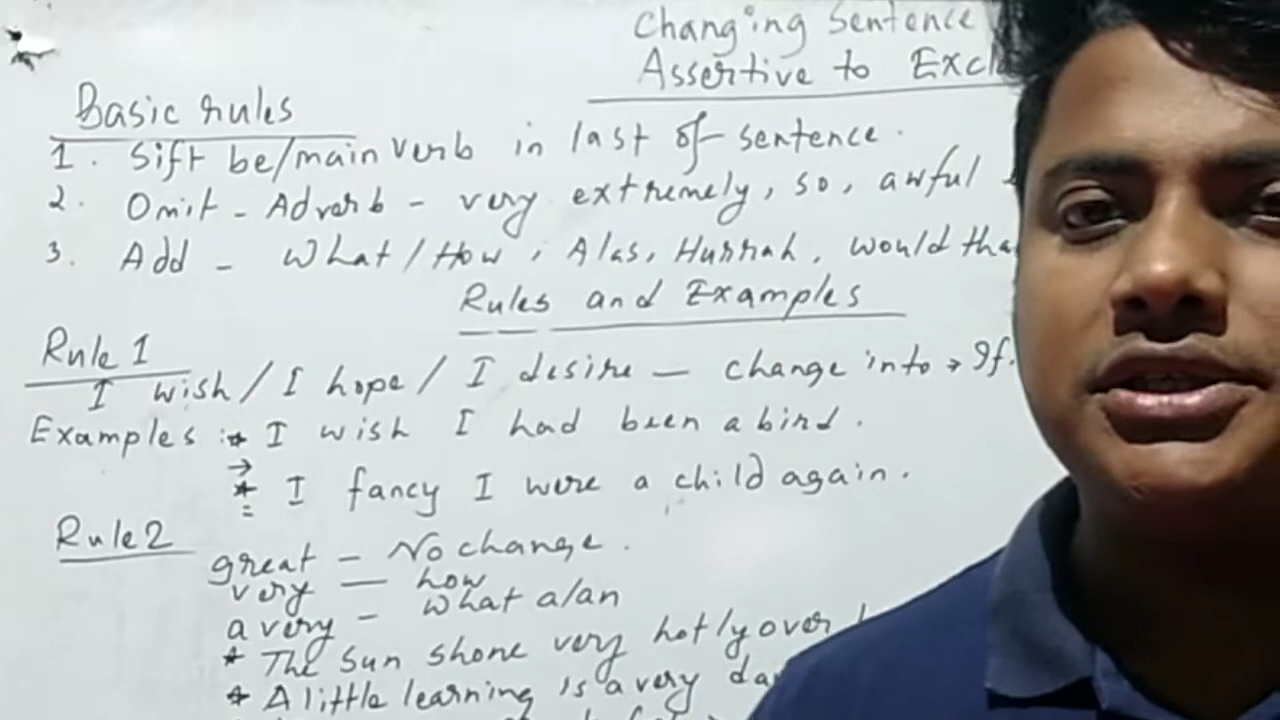 Changing Sentence
Assertive to Excl
Basic rules
1. Sift be/main verb in last of sentence.
2. Omit - Adverb - very extremely, so, awful
3. Add - What/How, Alas, Hurrah, would tha
Rules and Examples
Rule 1
I wish / I hope / I desire — change into → If.
Examples :* I wish I had been a bird.
→
* I fancy I were a child again.
Rule 2
great — No change.
very — how
a very — what a/an
* The Sun shone very hotly over
* A little learning is a very da